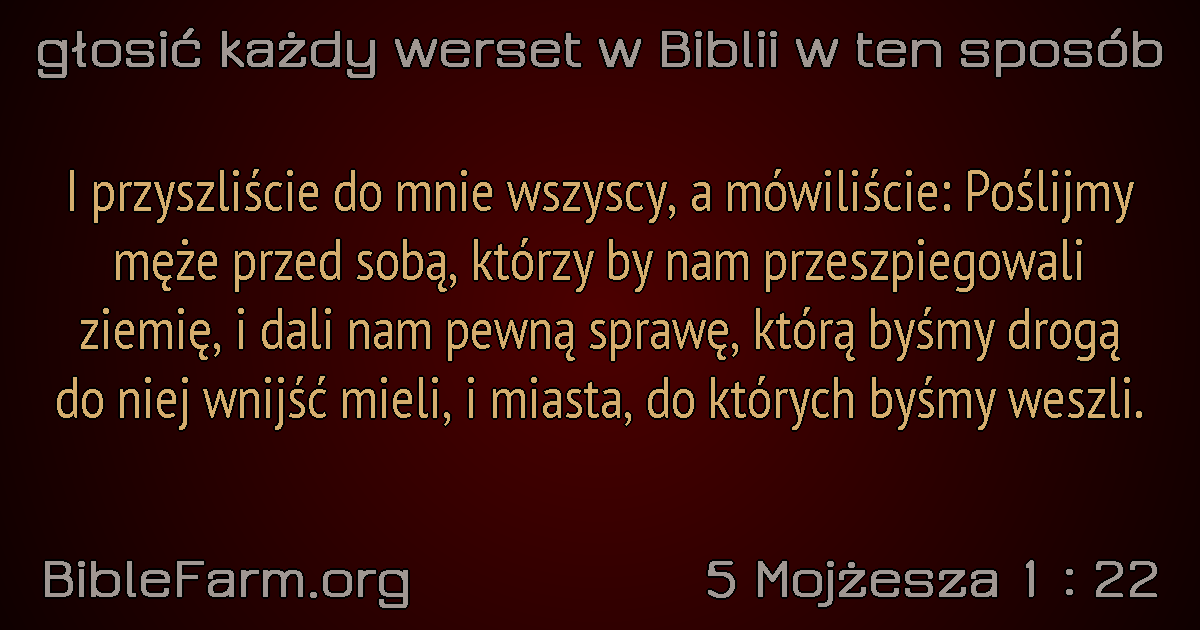 głosić każdy werset w Biblii w ten sposób
I przyszliście do mnie wszyscy, a mówiliście: Poślijmy
męże przed sobą, którzy by nam przeszpiegowali
ziemię, i dali nam pewną sprawę, którą byśmy drogą
do niej wnijść mieli, i miasta, do których byśmy weszli.
BibleFarm.org
5 Mojżesza 1 : 22